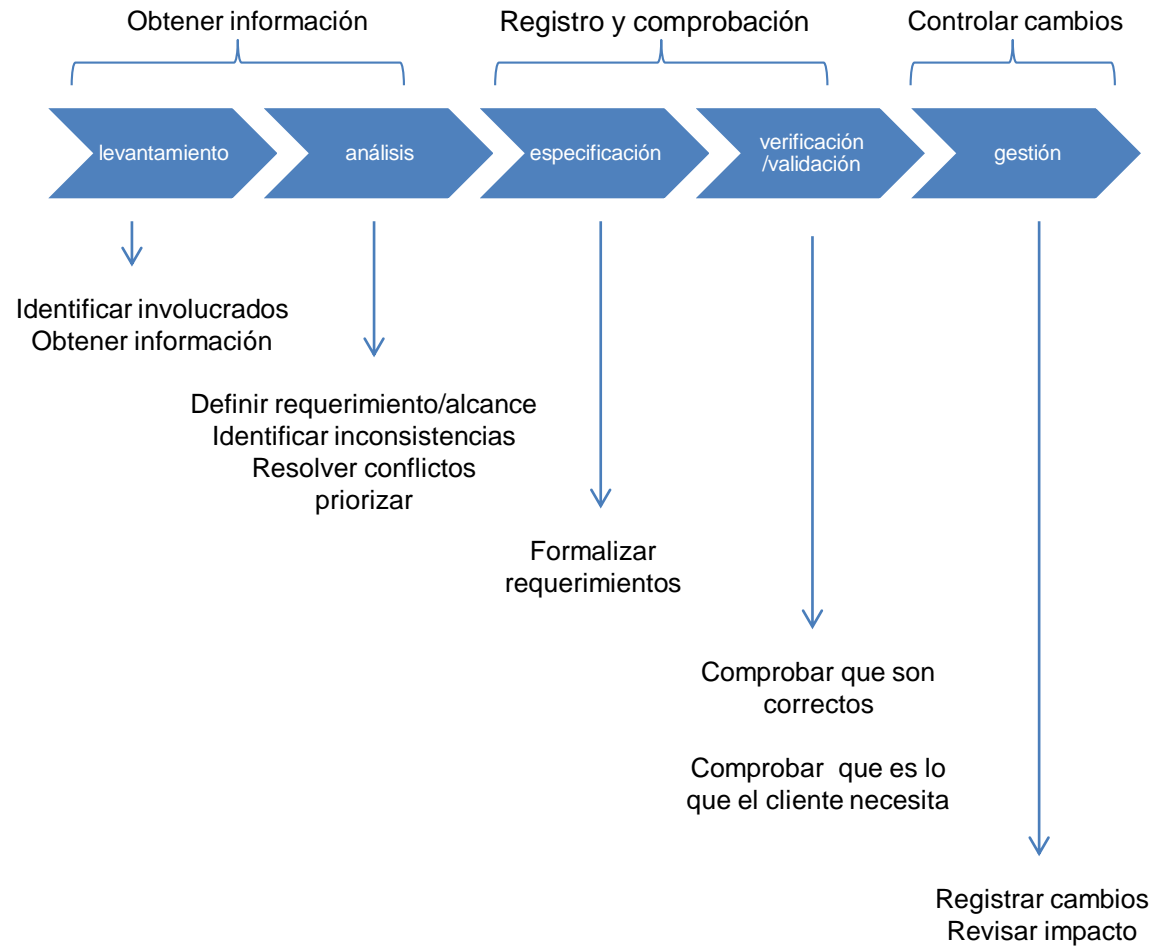 Obtener información
Registro y comprobación
Controlar cambios
levantamiento
análisis
especificación
verificación
/validación
gestión
Identificar involucrados
Obtener información
Definir requerimiento/alcance
Identificar inconsistencias
Resolver conflictos
priorizar
Formalizar
requerimientos
Comprobar que son
correctos
Comprobar que es lo
que el cliente necesita
Registrar cambios
Revisar impacto